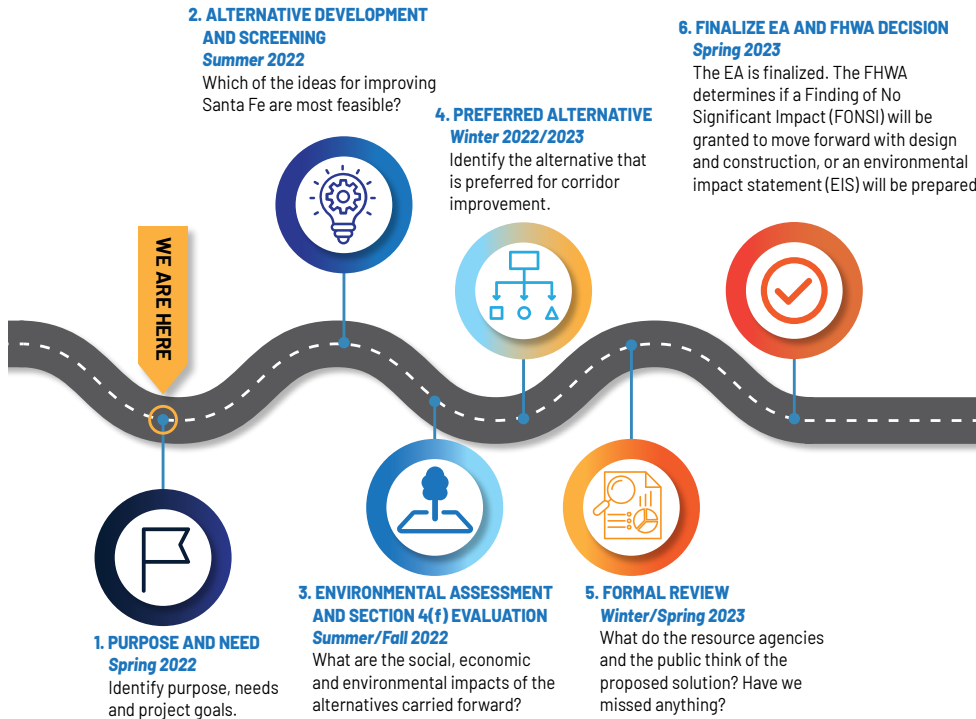 2. ALTERNATIVE DEVELOPMENT
AND SCREENING
Summer 2022
Which of the ideas for improving
Santa Fe are most feasible?
6. FINALIZE EA AND FHWA DECISION
Spring 2023
The EA is finalized. The FHWA
determines if a Finding of No
Significant Impact (FONSI) will be
granted to move forward with design
and construction, or an environmental
impact statement (EIS) will be prepared
4. PREFERRED ALTERNATIVE
Winter 2022/2023
Identify the alternative that
is preferred for corridor
improvement.
WE ARE HERE
1. PURPOSE AND NEED
Spring 2022
Identify purpose, needs
and project goals.
3. ENVIRONMENTAL ASSESSMENT
AND SECTION 4(f) EVALUATION
Summer/Fall 2022
What are the social, economic
and environmental impacts of the
alternatives carried forward?
5. FORMAL REVIEW
Winter/Spring 2023
What do the resource agencies
and the public think of the
proposed solution? Have we
missed anything?